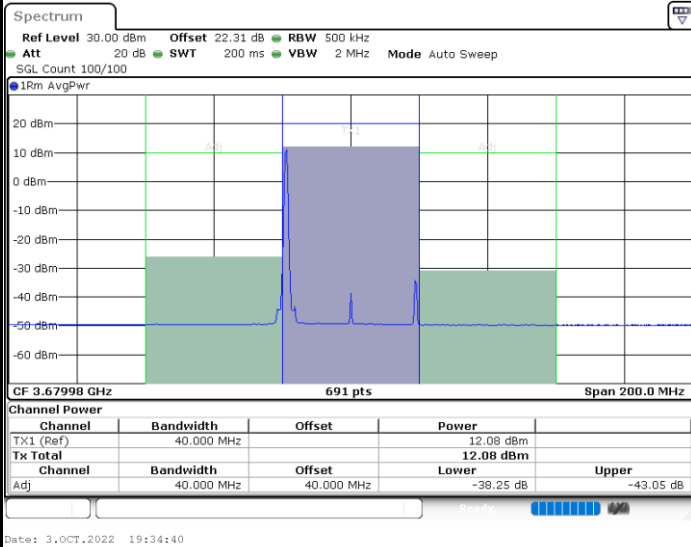 Spectrum
Ref Level 30.00 dBm Offset 22.31 dB RBW 500 kHz
Att 20 dB SWT 200 ms VBW 2 MHz Mode Auto Sweep
SGL Count 100/100
1Rm AvgPwr
20 dBm
TX1
Adj Adj
10 dBm
0 dBm
-10 dBm
-20 dBm
-30 dBm
-40 dBm
-50 dBm
-60 dBm
CF 3.67998 GHz 691 pts Span 200.0 MHz
Channel Power
Channel Bandwidth Offset Power
TX1 (Ref) 40.000 MHz 12.08 dBm
Tx Total 12.08 dBm
Channel Bandwidth Offset Lower Upper
Adj 40.000 MHz 40.000 MHz -38.25 dB -43.05 dB
Ready
Date: 3.OCT.2022 19:34:40